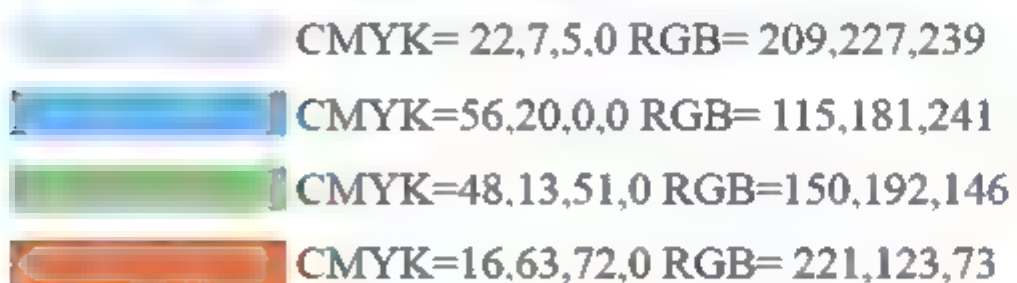 CMYK= 22,7,5,0 RGB= 209,227,239
CMYK=56,20,0,0 RGB= 115,181,241
CMYK=48,13,51,0 RGB=150,192,146
CMYK=16,63,72,0 RGB= 221,123,73